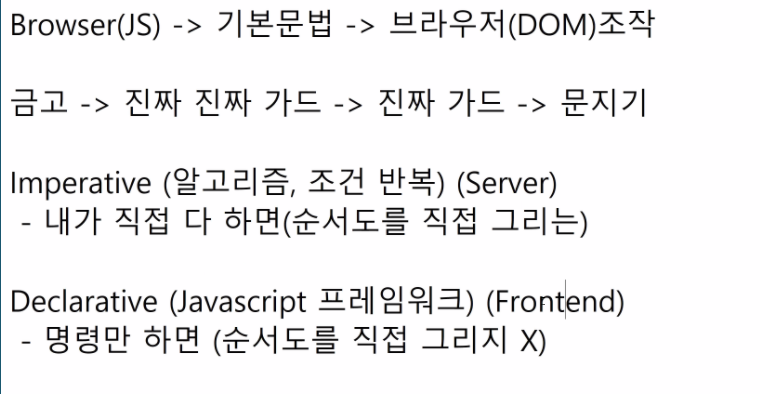 Browser(JS) -> 기본문법 -> 브라우저(DOM)조작
금고 -> 진짜 진짜 가드 -> 진짜 가드 -> 문지기
Imperative (알고리즘, 조건 반복) (Server)
- 내가 직접 다 하면(순서도를 직접 그리는)
Declarative (Javascript 프레임워크) (Frontend)
- 명령만 하면 (순서도를 직접 그리지 X)